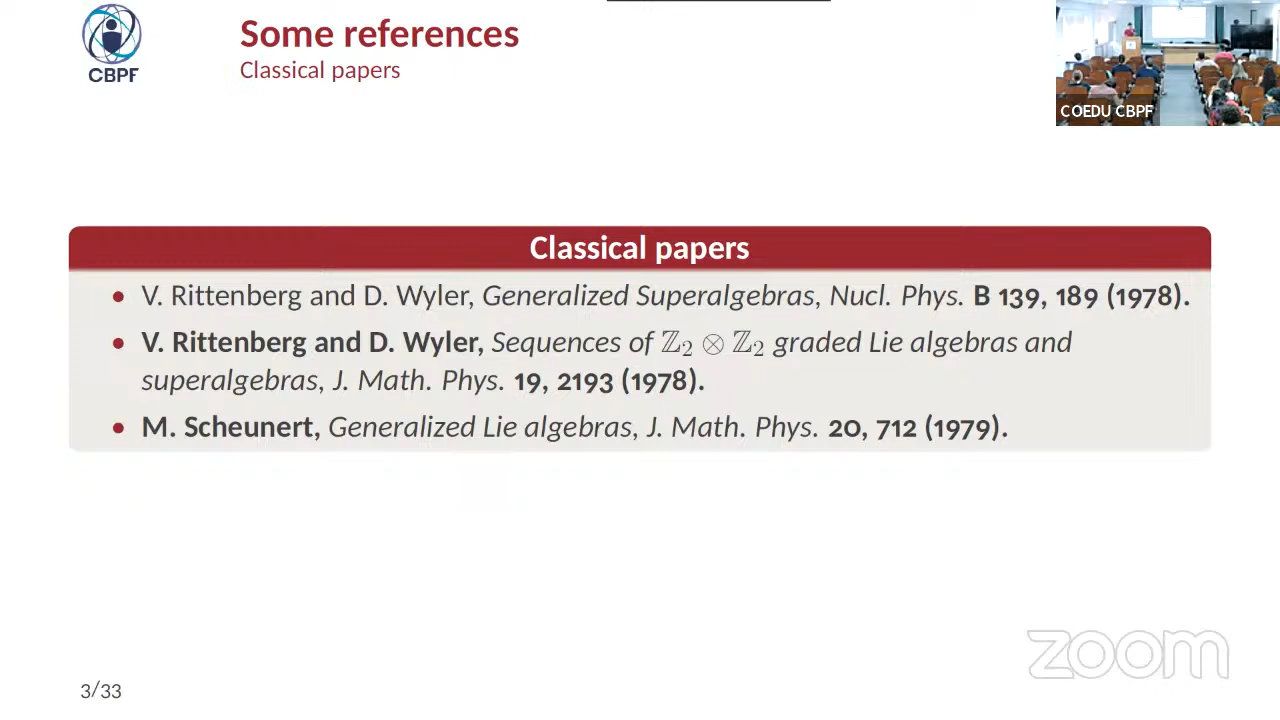 CBPF
Some references
Classical papers
COEDU CBPF
Classical papers
• V. Rittenberg and D. Wyler, Generalized Superalgebras, Nucl. Phys. B 139, 189 (1978).
• V. Rittenberg and D. Wyler, Sequences of ℤ₂ ⊗ ℤ₂ graded Lie algebras and
superalgebras, J. Math. Phys. 19, 2193 (1978).
• M. Scheunert, Generalized Lie algebras, J. Math. Phys. 20, 712 (1979).
zoom
3/33